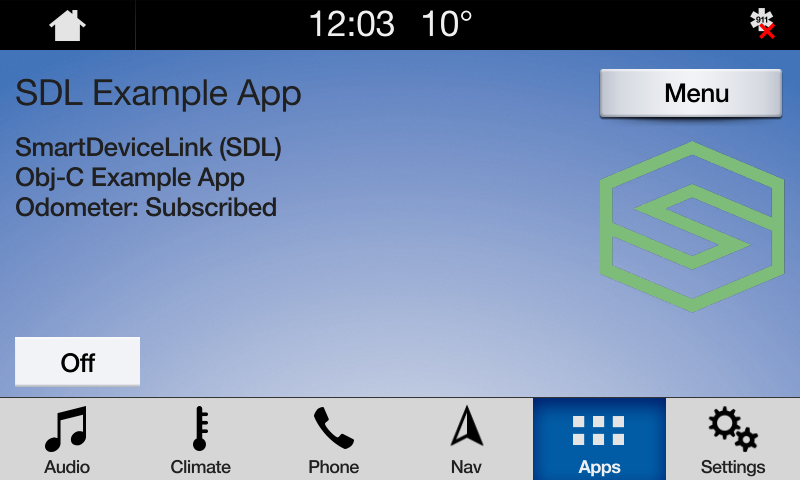 12:03 10°
911
SDL Example App
Menu
SmartDeviceLink (SDL)
Obj-C Example App
Odometer: Subscribed
Off
Audio Climate Phone Nav Apps Settings